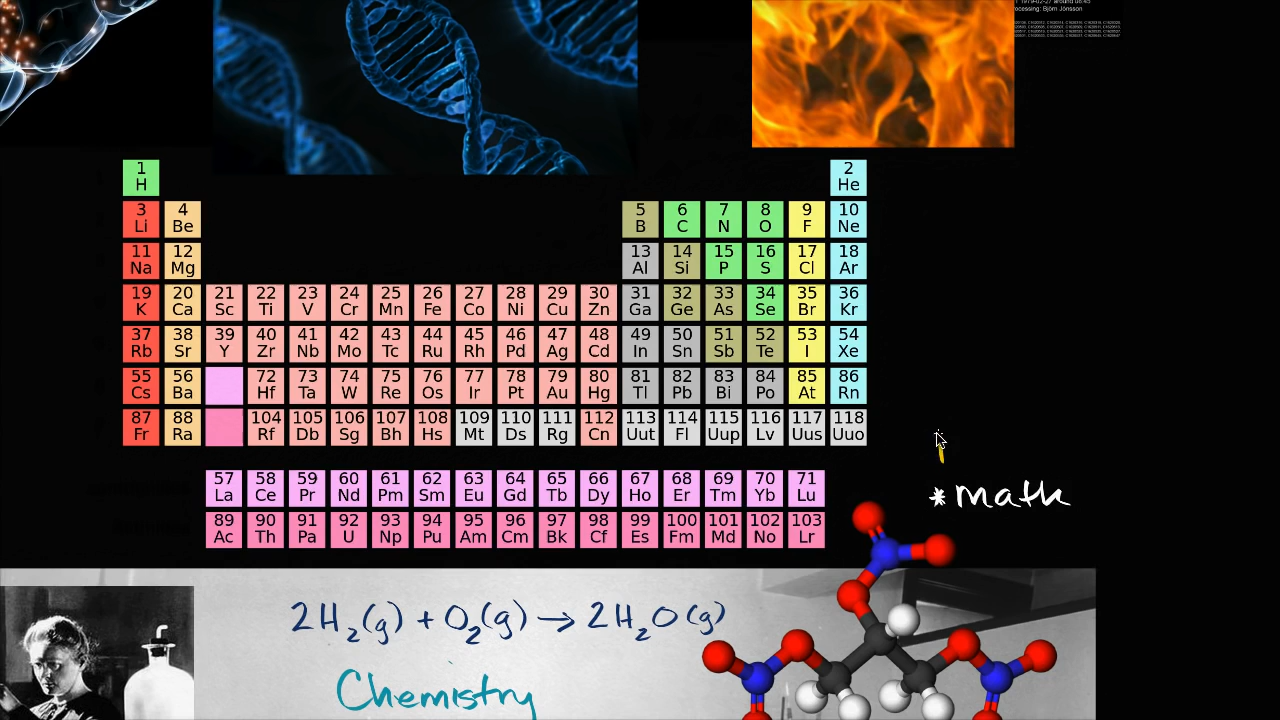 1979-02-27 around 06:45
ocessing: Björn Jónsson
1 2
H He
3 4 5 6 7 8 9 10
Li Be B C N O F Ne
11 12 13 14 15 16 17 18
Na Mg Al Si P S Cl Ar
19 20 21 22 23 24 25 26 27 28 29 30 31 32 33 34 35 36
K Ca Sc Ti V Cr Mn Fe Co Ni Cu Zn Ga Ge As Se Br Kr
37 38 39 40 41 42 43 44 45 46 47 48 49 50 51 52 53 54
Rb Sr Y Zr Nb Mo Tc Ru Rh Pd Ag Cd In Sn Sb Te I Xe
55 56 72 73 74 75 76 77 78 79 80 81 82 83 84 85 86
Cs Ba Hf Ta W Re Os Ir Pt Au Hg Tl Pb Bi Po At Rn
87 88 104 105 106 107 108 109 110 111 112 113 114 115 116 117 118
Fr Ra Rf Db Sg Bh Hs Mt Ds Rg Cn Uut Fl Uup Lv Uus Uuo
57 58 59 60 61 62 63 64 65 66 67 68 69 70 71
La Ce Pr Nd Pm Sm Eu Gd Tb Dy Ho Er Tm Yb Lu
89 90 91 92 93 94 95 96 97 98 99 100 101 102 103
Ac Th Pa U Np Pu Am Cm Bk Cf Es Fm Md No Lr
* math
2H₂(g) + O₂(g) → 2H₂O(g)
Chemistry